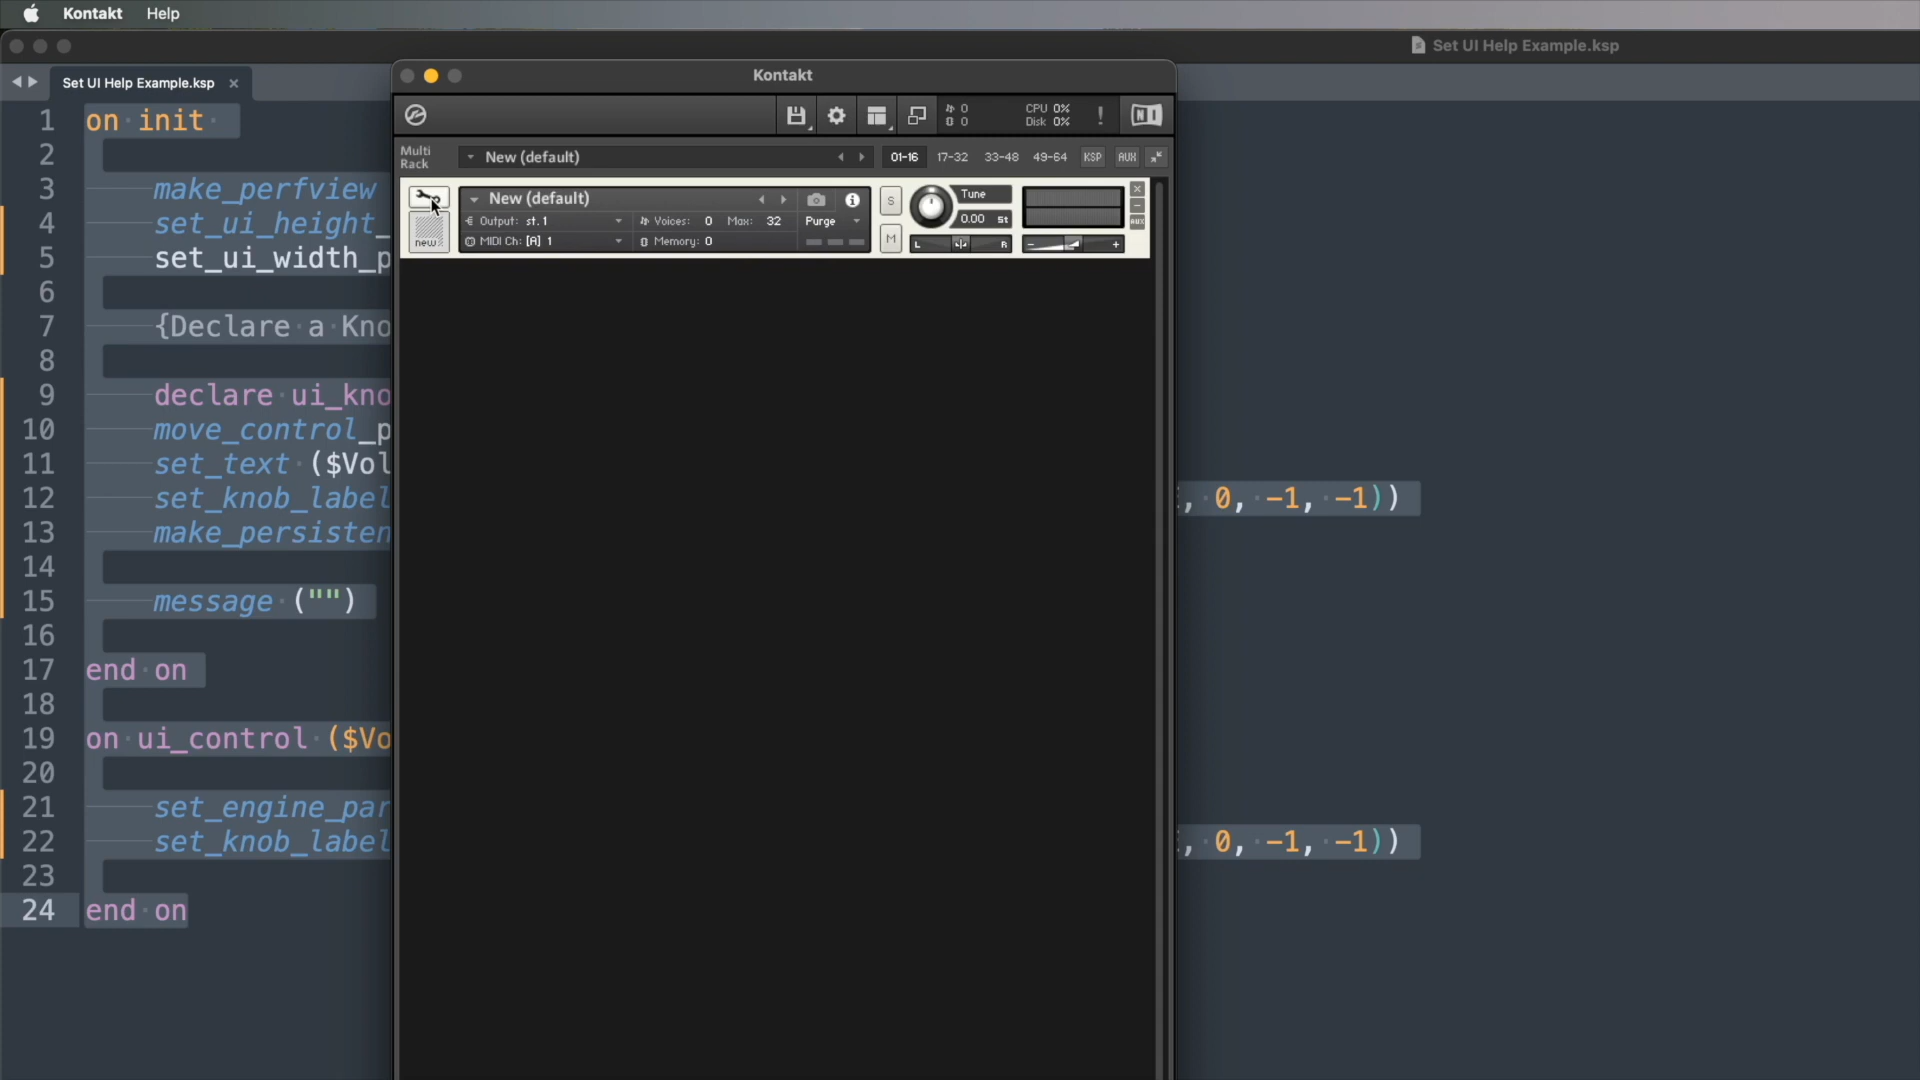 Kontakt Help
Set UI Help Example.ksp
Set UI Help Example.ksp ×
Kontakt
0
0
CPU 0%
Disk 0%
!
NI
Multi
Rack
New (default)
01-16 17-32 33-48 49-64 KSP AUX
New (default)
Output: st. 1
Voices: 0 Max: 32
Purge
MIDI Ch: [A] 1
Memory: 0
new
S
M
Tune
0.00 st
L R
- +
AUX
1 on init
2
3 make_perfview
4 set_ui_height_
5 set_ui_width_p
6
7 {Declare a Kno
8
9 declare ui_kno
10 move_control_p
11 set_text ($Vol
12 set_knob_label , 0, -1, -1))
13 make_persisten
14
15 message ("")
16
17 end on
18
19 on ui_control ($Vo
20
21 set_engine_par
22 set_knob_label , 0, -1, -1))
23
24 end on